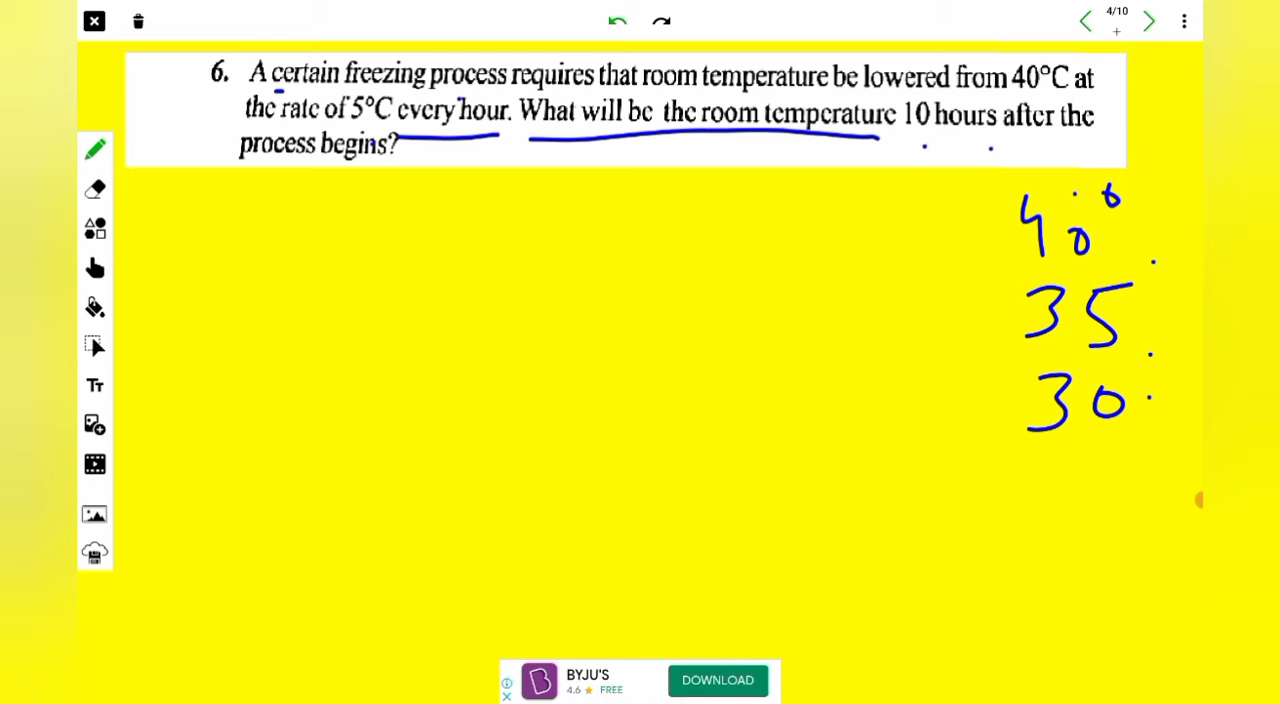 4/10
+
6. A certain freezing process requires that room temperature be lowered from 40°C at
the rate of 5°C every hour. What will be the room temperature 10 hours after the
process begins?
40°
35
30
Tт
BYJU'S
4.6 ★ FREE
DOWNLOAD